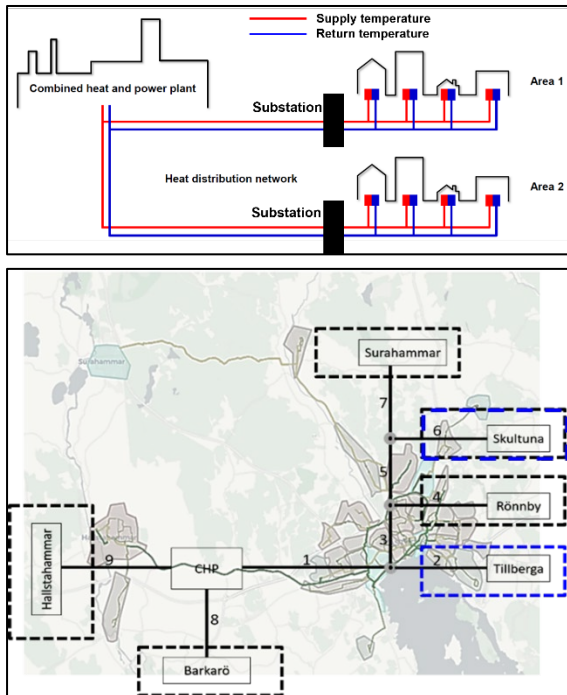 Supply temperature
Return temperature
Combined heat and power plant
Area 1
Substation
Heat distribution network
Area 2
Substation
Surahammar
7
6
Skultuna
5
4
Rönnby
3
Hallstahammar
9
CHP
1
2
Tillberga
8
Barkarö